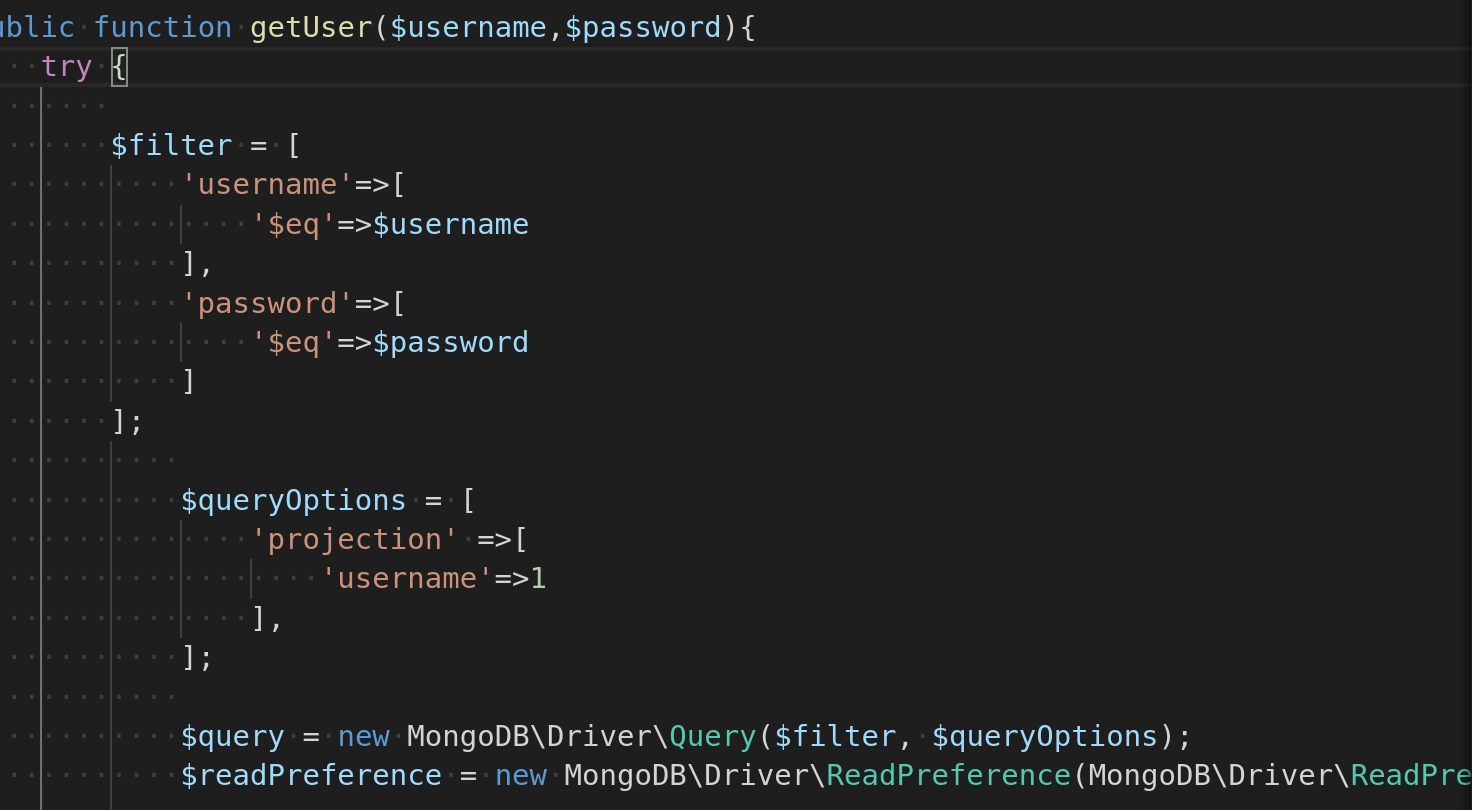 ublic function getUser($username,$password){
try {
$filter = [
'username'=>[
'$eq'=>$username
],
'password'=>[
'$eq'=>$password
]
];
$queryOptions = [
'projection' =>[
'username'=>1
],
];
$query = new MongoDB\Driver\Query($filter, $queryOptions);
$readPreference = new MongoDB\Driver\ReadPreference(MongoDB\Driver\ReadPre